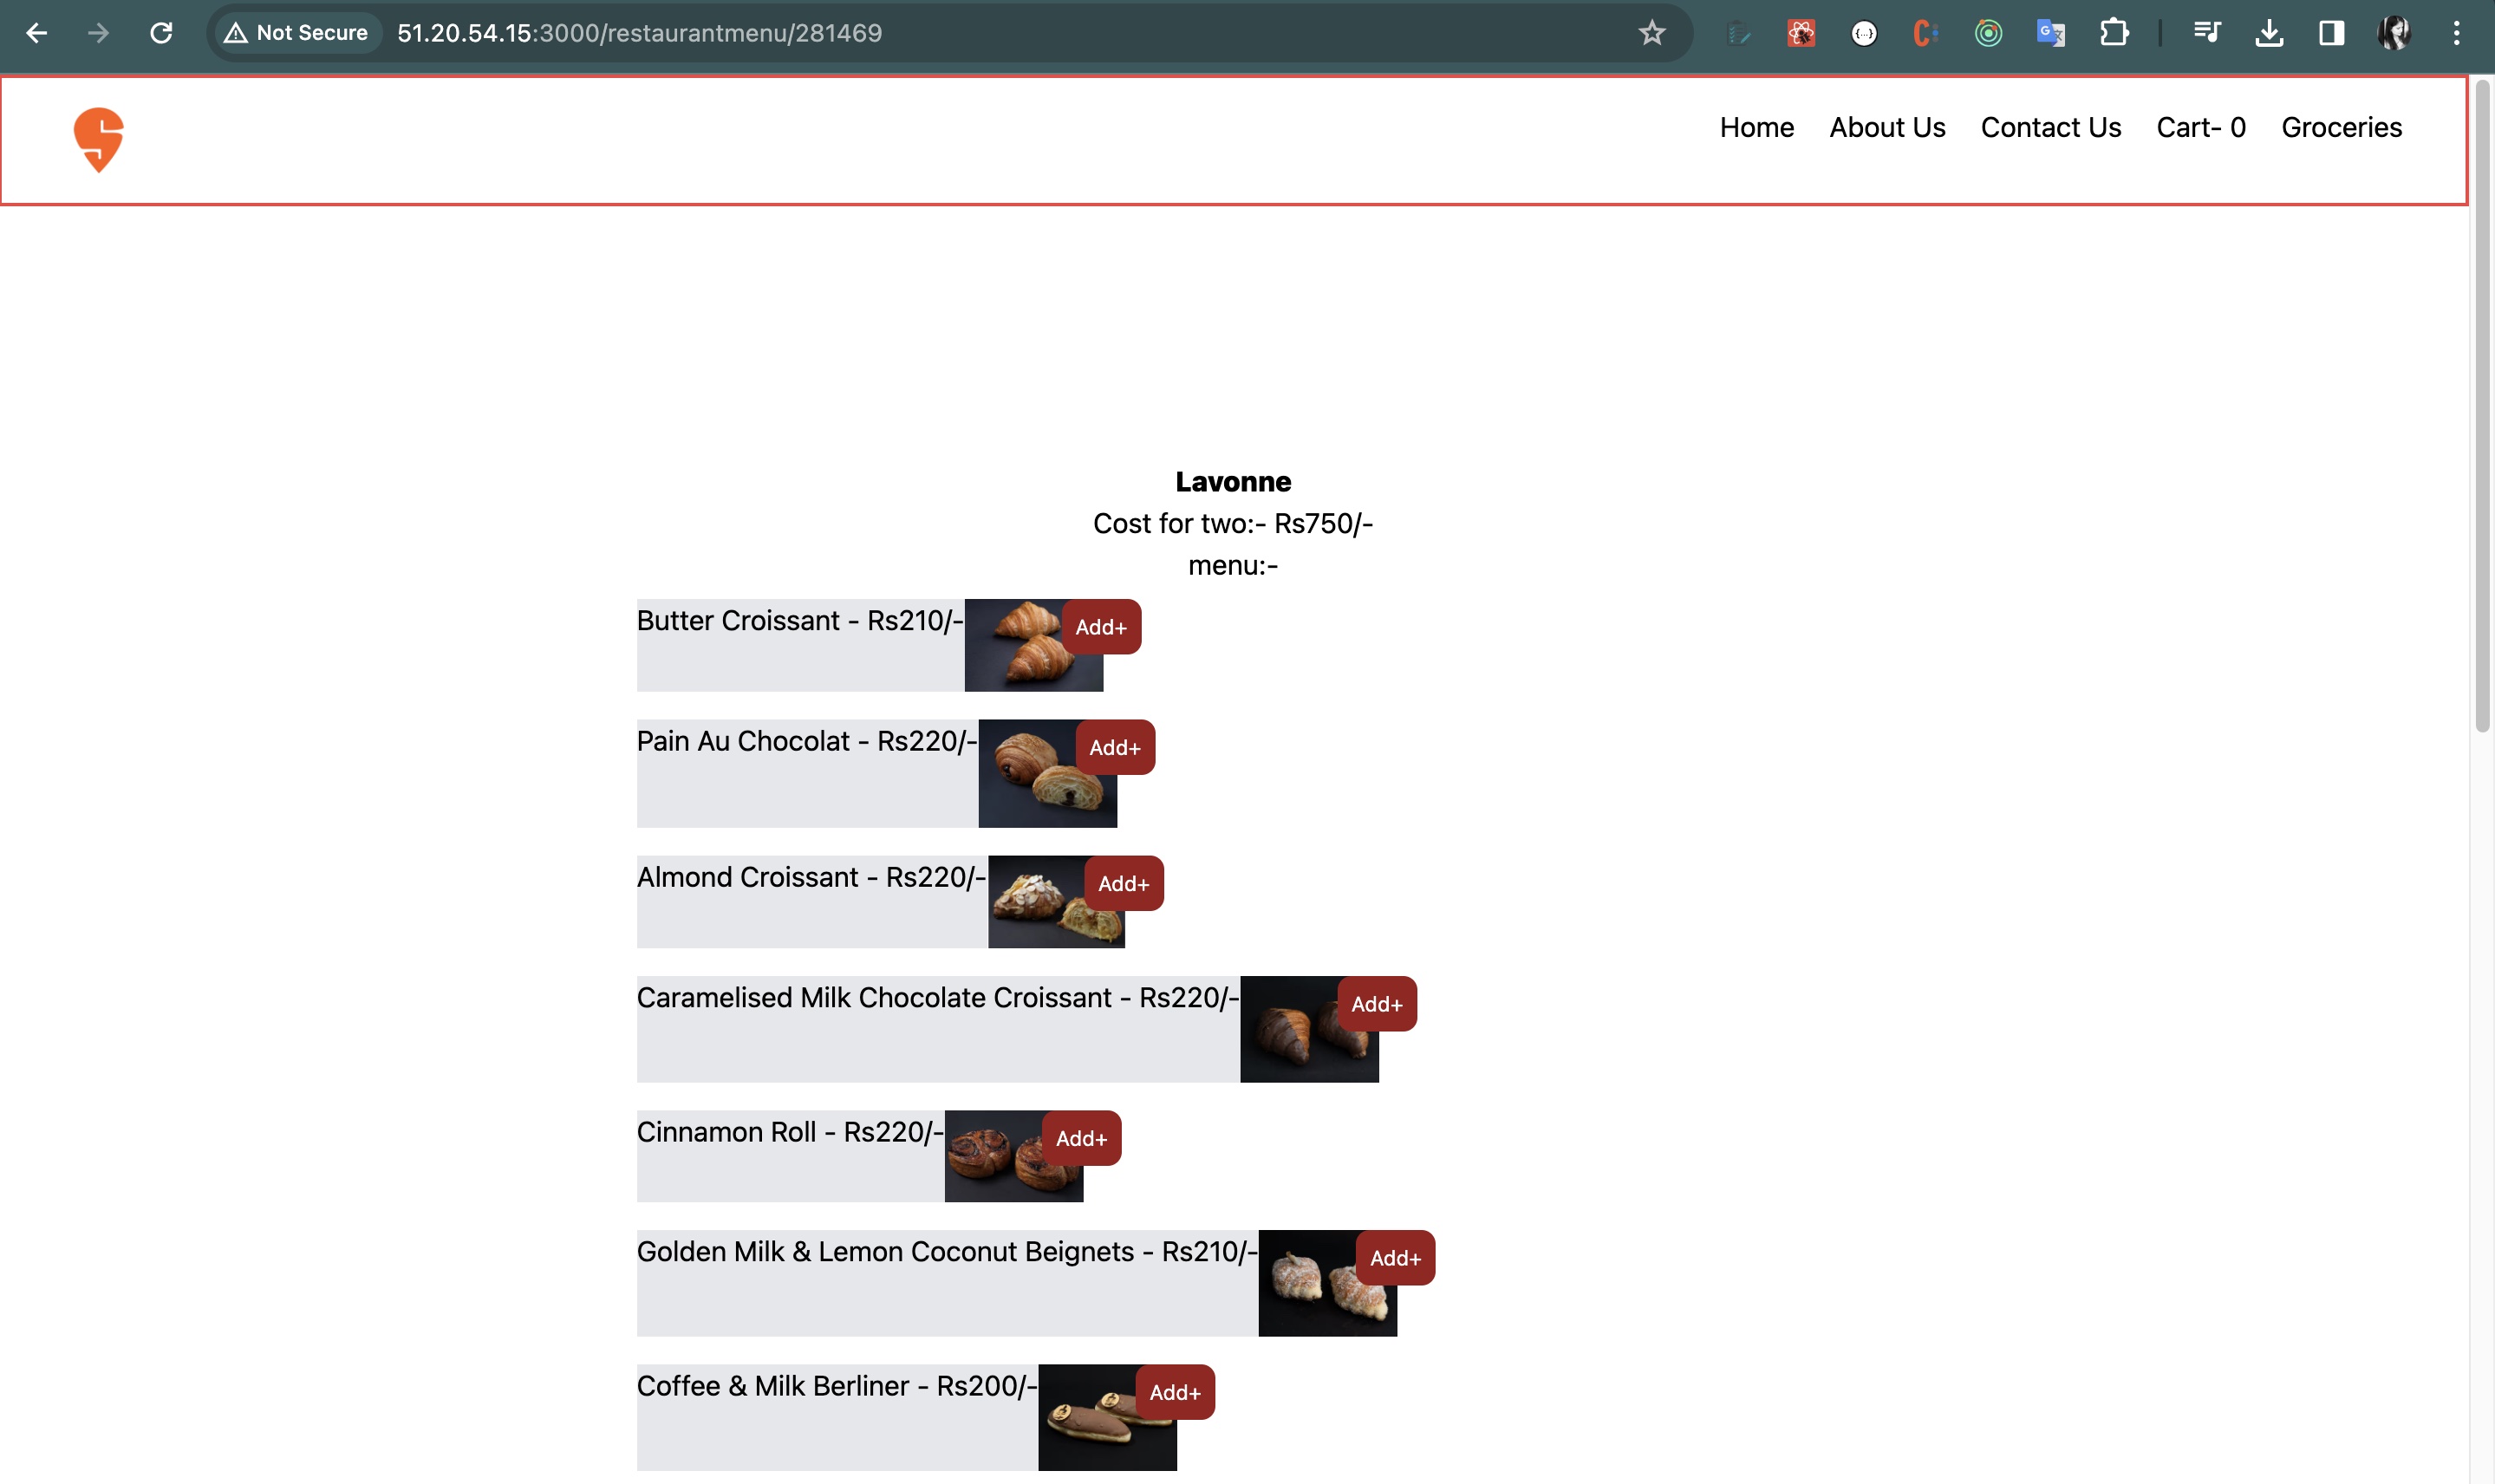 Not Secure 51.20.54.15:3000/restaurantmenu/281469
Home About Us Contact Us Cart- 0 Groceries
Lavonne
Cost for two:- Rs750/-
menu:-
Butter Croissant - Rs210/- Add+
Pain Au Chocolat - Rs220/- Add+
Almond Croissant - Rs220/- Add+
Caramelised Milk Chocolate Croissant - Rs220/- Add+
Cinnamon Roll - Rs220/- Add+
Golden Milk & Lemon Coconut Beignets - Rs210/- Add+
Coffee & Milk Berliner - Rs200/- Add+